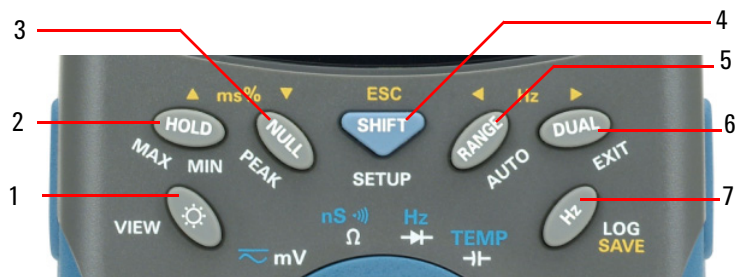 3
4
5
2
6
1
7
▲ ms% ▼
ESC
◀ Hz ▶
HOLD
NULL
SHIFT
RANGE
DUAL
MAX MIN
PEAK
SETUP
AUTO
EXIT
VIEW
Hz
LOG
SAVE
nS
Ω
Hz
TEMP
mV